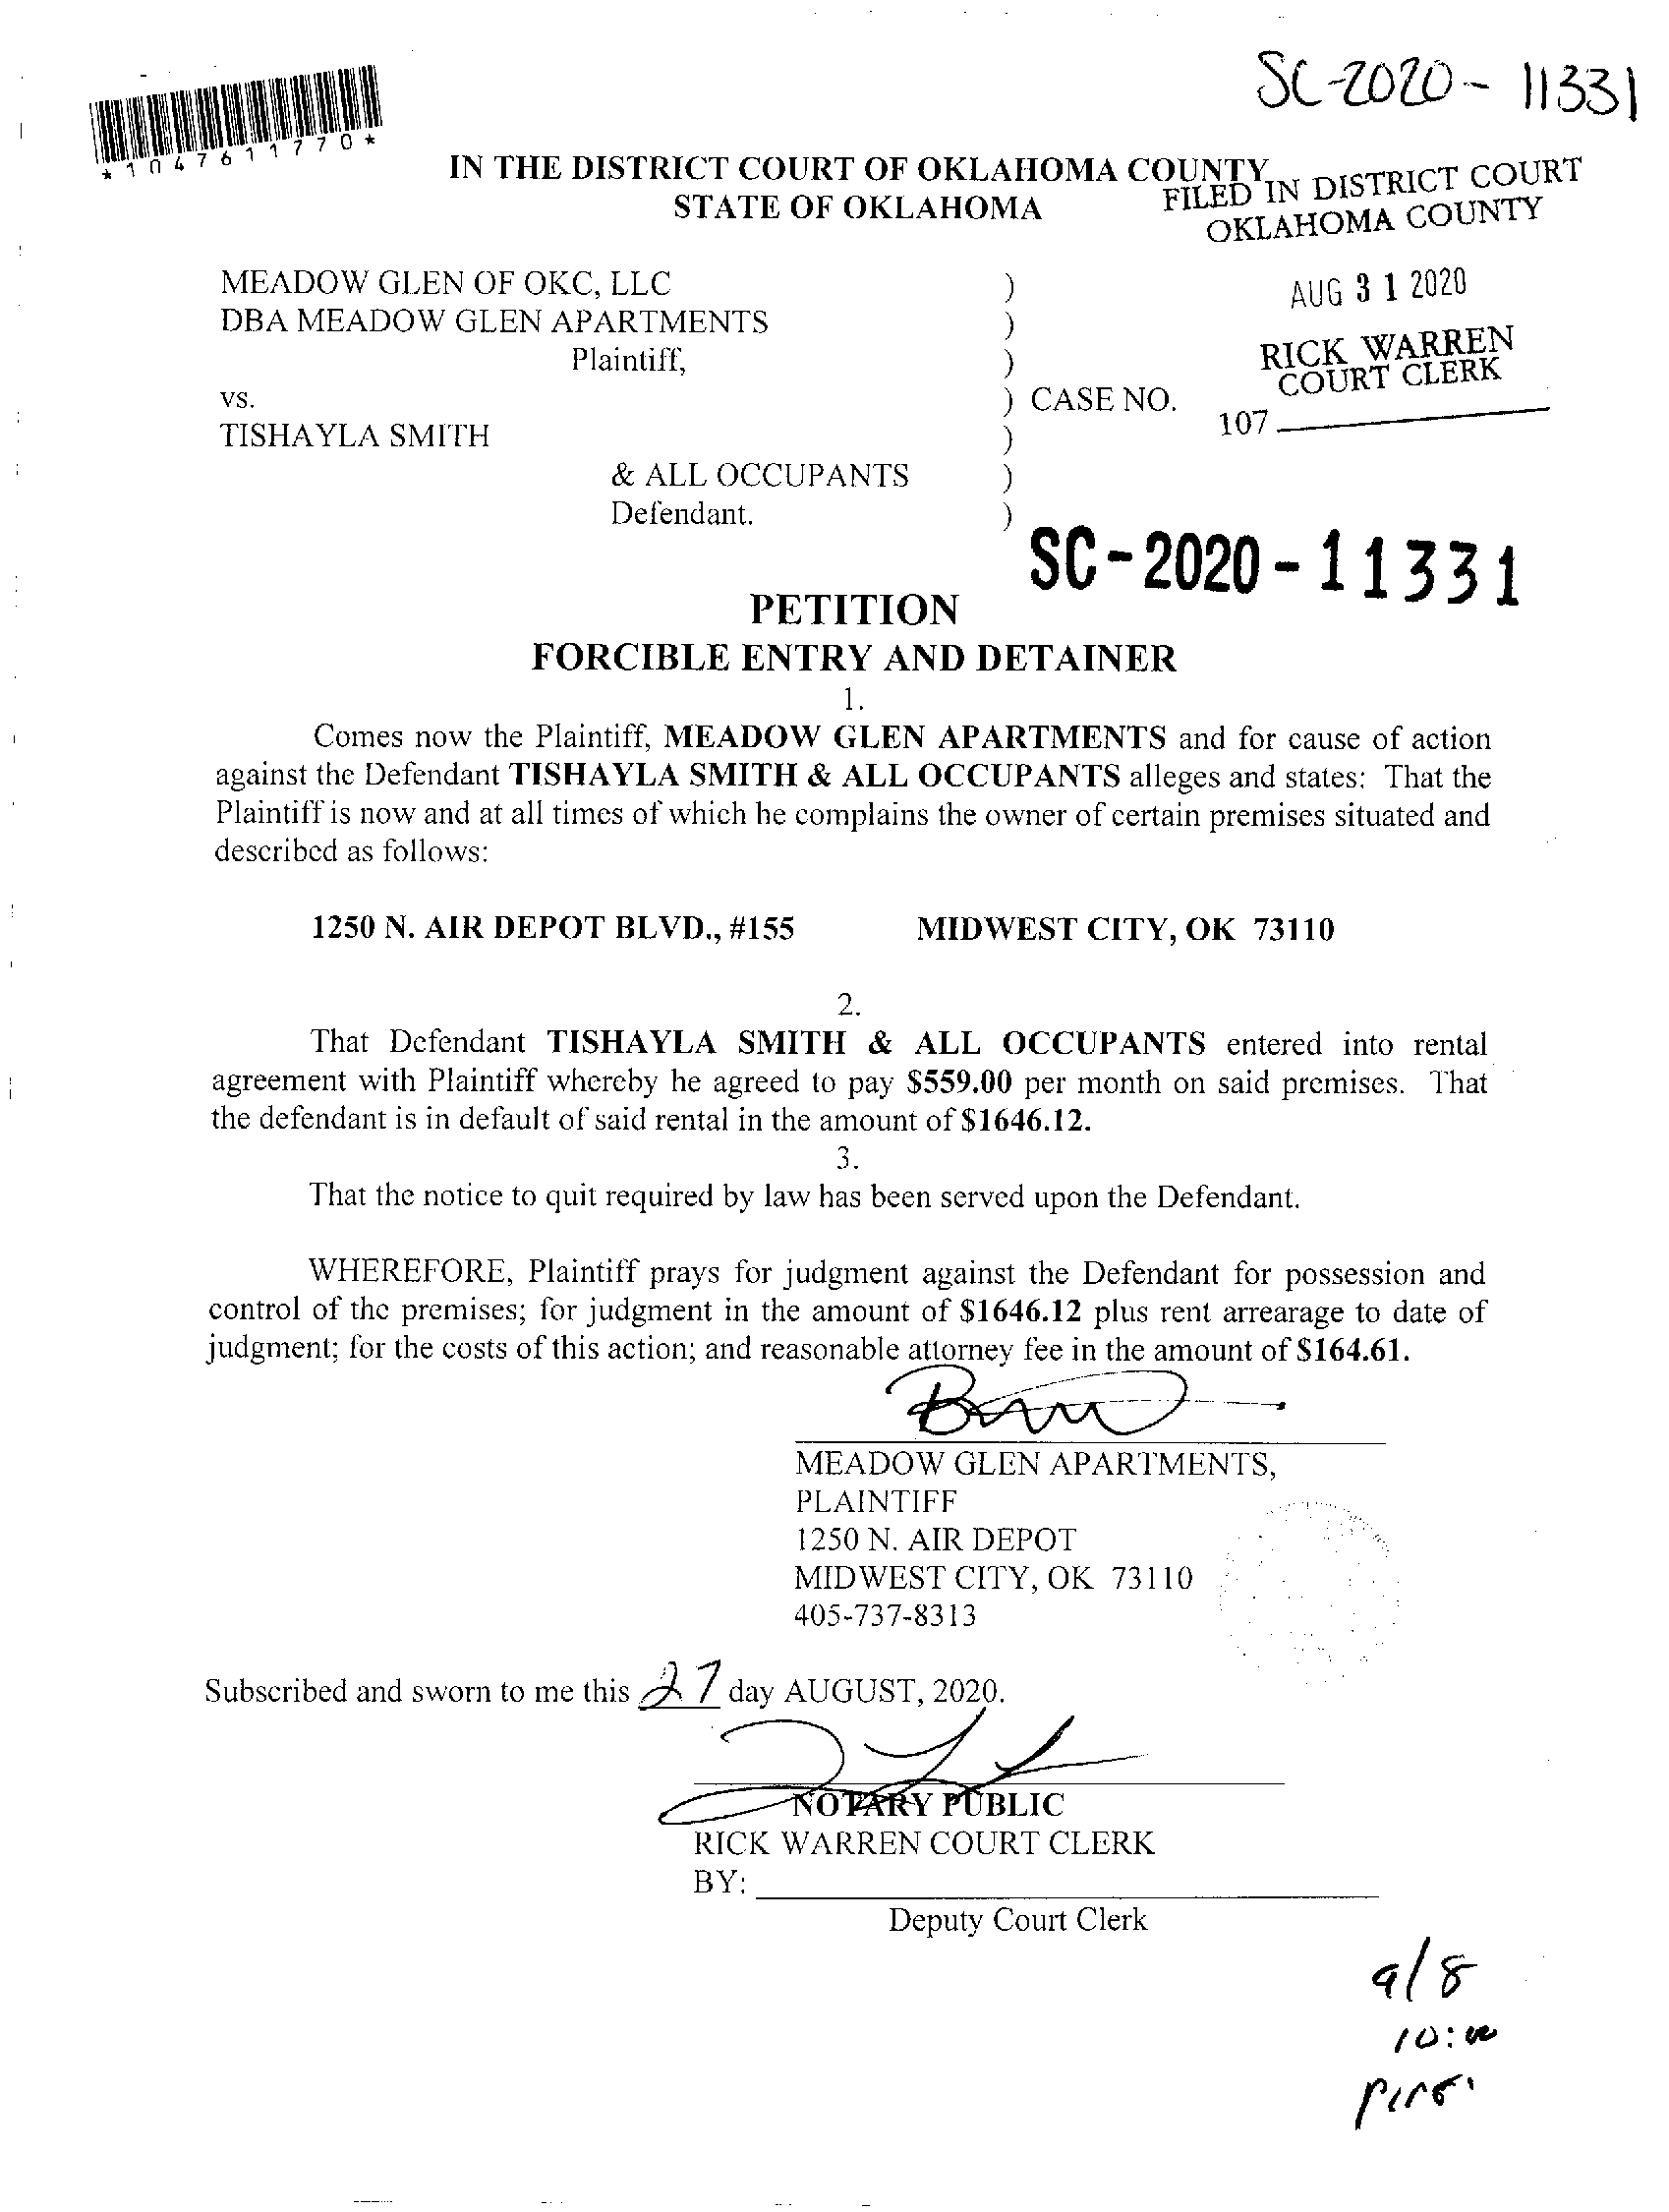 SC-2020-11331
*1047611770*
IN THE DISTRICT COURT OF OKLAHOMA COUNTY
STATE OF OKLAHOMA
FILED IN DISTRICT COURT
OKLAHOMA COUNTY
AUG 31 2020
RICK WARREN
COURT CLERK
107
MEADOW GLEN OF OKC, LLC )
DBA MEADOW GLEN APARTMENTS )
Plaintiff, )
vs. ) CASE NO.
TISHAYLA SMITH )
& ALL OCCUPANTS )
Defendant. )
SC-2020-11331
PETITION
FORCIBLE ENTRY AND DETAINER
1.
Comes now the Plaintiff, MEADOW GLEN APARTMENTS and for cause of action
against the Defendant TISHAYLA SMITH & ALL OCCUPANTS alleges and states: That the
Plaintiff is now and at all times of which he complains the owner of certain premises situated and
described as follows:
1250 N. AIR DEPOT BLVD., #155 MIDWEST CITY, OK 73110
2.
That Defendant TISHAYLA SMITH & ALL OCCUPANTS entered into rental
agreement with Plaintiff whereby he agreed to pay $559.00 per month on said premises. That
the defendant is in default of said rental in the amount of $1646.12.
3.
That the notice to quit required by law has been served upon the Defendant.
WHEREFORE, Plaintiff prays for judgment against the Defendant for possession and
control of the premises; for judgment in the amount of $1646.12 plus rent arrearage to date of
judgment; for the costs of this action; and reasonable attorney fee in the amount of $164.61.
MEADOW GLEN APARTMENTS,
PLAINTIFF
1250 N. AIR DEPOT
MIDWEST CITY, OK 73110
405-737-8313
Subscribed and sworn to me this 27 day AUGUST, 2020.
NOTARY PUBLIC
RICK WARREN COURT CLERK
BY:
Deputy Court Clerk
9/8
10:00